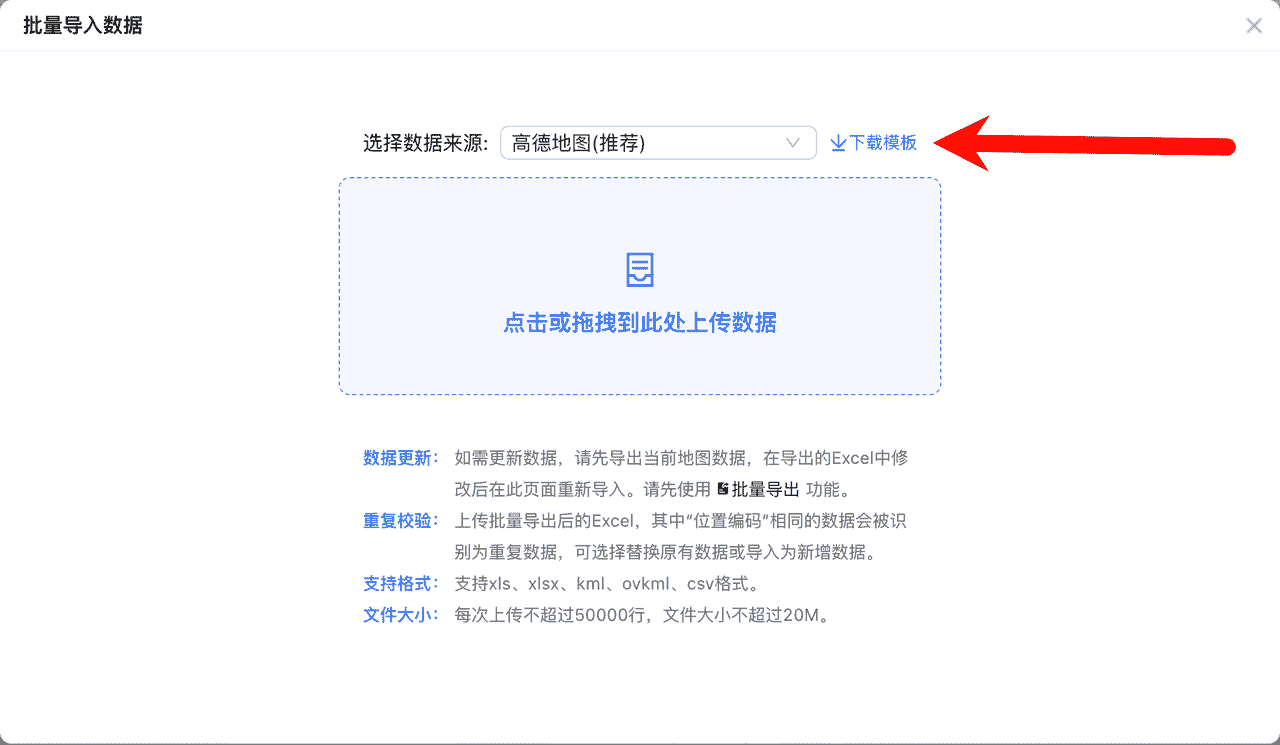 批量导入数据
选择数据来源: 高德地图(推荐) 下载模板
点击或拖拽到此处上传数据
数据更新： 如需更新数据，请先导出当前地图数据，在导出的Excel中修
改后在此页面重新导入。请先使用 批量导出 功能。
重复校验： 上传批量导出后的Excel，其中“位置编码”相同的数据会被识
别为重复数据，可选择替换原有数据或导入为新增数据。
支持格式： 支持xls、xlsx、kml、ovkml、csv格式。
文件大小： 每次上传不超过50000行，文件大小不超过20M。